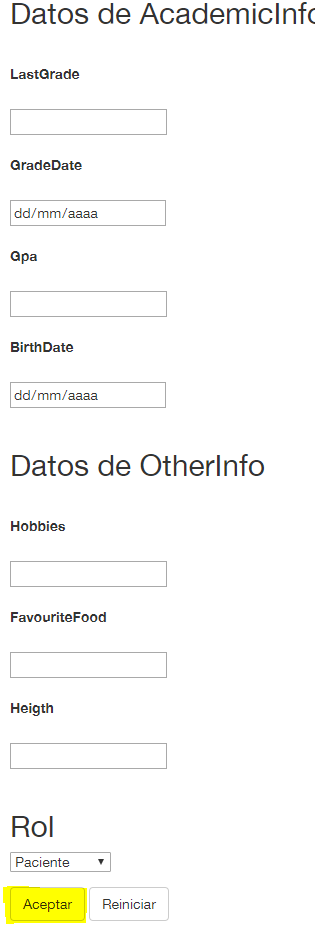 Datos de AcademicInfo
LastGrade
GradeDate
dd/mm/aaaa
Gpa
BirthDate
dd/mm/aaaa
Datos de OtherInfo
Hobbies
FavouriteFood
Heigth
Rol
Paciente
Aceptar Reiniciar